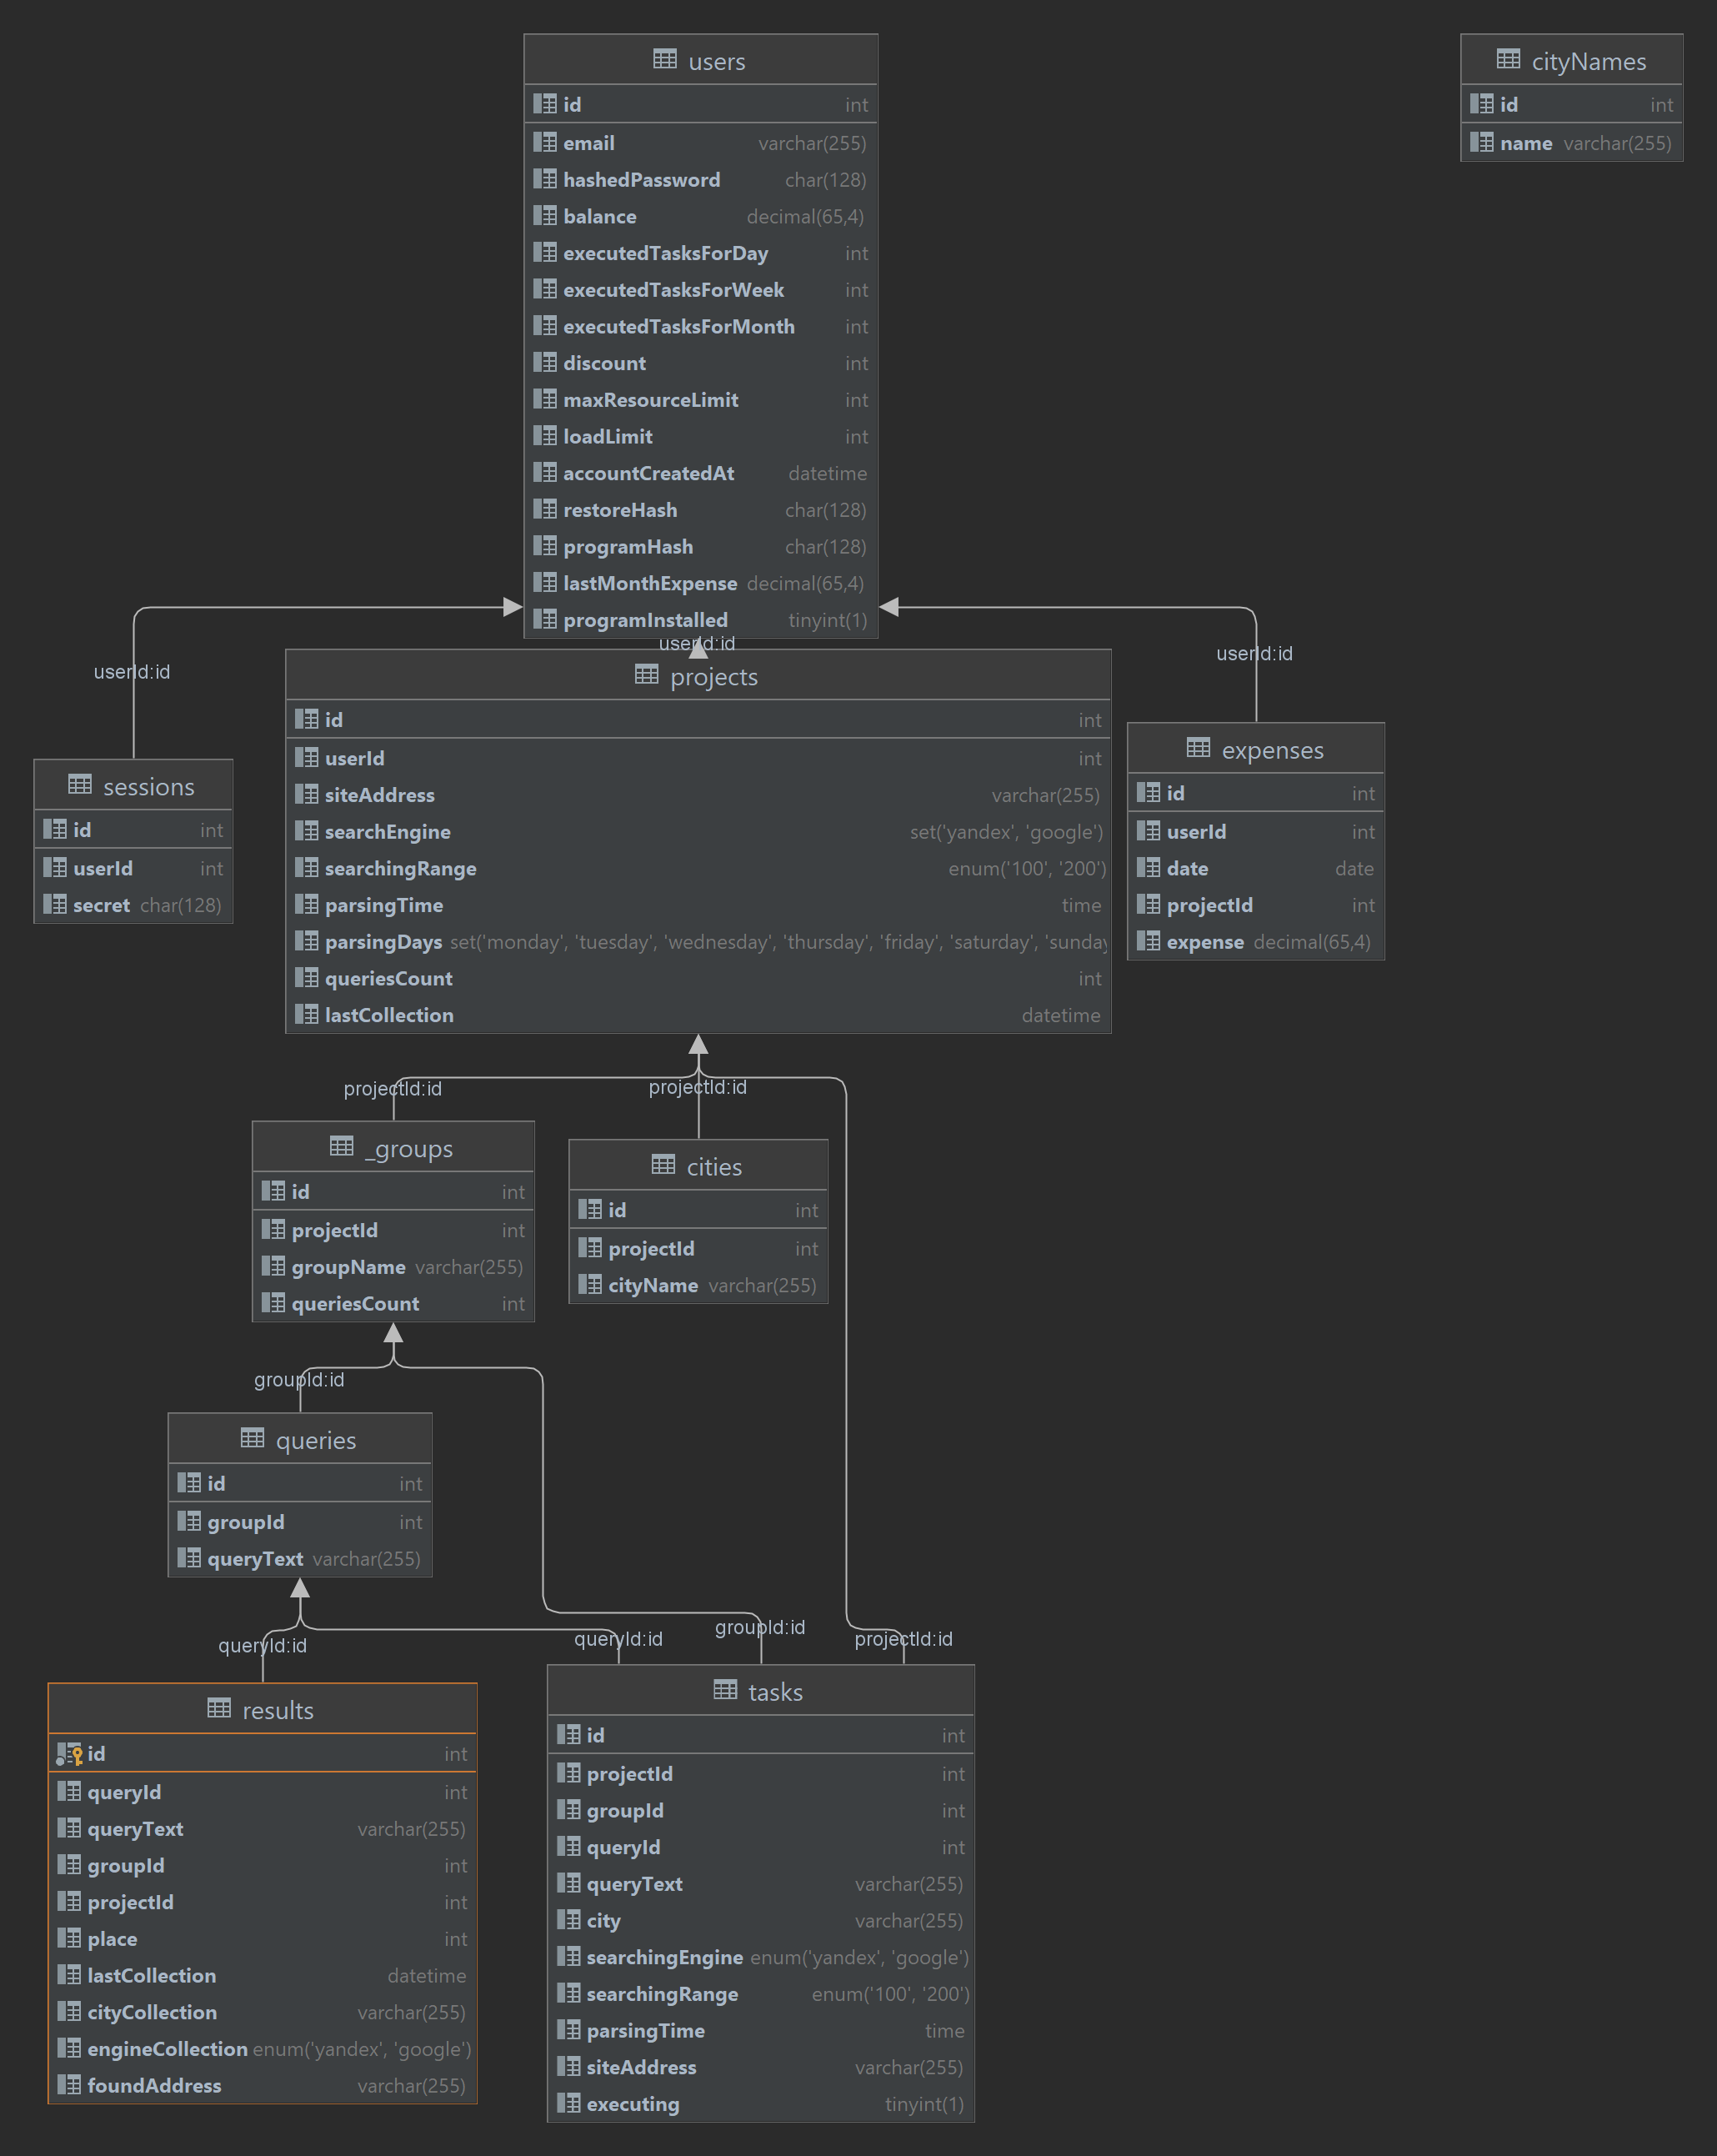 users
id int
email varchar(255)
hashedPassword char(128)
balance decimal(65,4)
executedTasksForDay int
executedTasksForWeek int
executedTasksForMonth int
discount int
maxResourceLimit int
loadLimit int
accountCreatedAt datetime
restoreHash char(128)
programHash char(128)
lastMonthExpense decimal(65,4)
programInstalled tinyint(1)
cityNames
id int
name varchar(255)
userId:id
userId:id
userId:id
projects
id int
userId int
siteAddress varchar(255)
searchEngine set('yandex', 'google')
searchingRange enum('100', '200')
parsingTime time
parsingDays set('monday', 'tuesday', 'wednesday', 'thursday', 'friday', 'saturday', 'sunday
queriesCount int
lastCollection datetime
sessions
id int
userId int
secret char(128)
expenses
id int
userId int
date date
projectId int
expense decimal(65,4)
projectId:id
projectId:id
_groups
id int
projectId int
groupName varchar(255)
queriesCount int
cities
id int
projectId int
cityName varchar(255)
groupId:id
queries
id int
groupId int
queryText varchar(255)
queryId:id
queryId:id
groupId:id
projectId:id
results
id int
queryId int
queryText varchar(255)
groupId int
projectId int
place int
lastCollection datetime
cityCollection varchar(255)
engineCollection enum('yandex', 'google')
foundAddress varchar(255)
tasks
id int
projectId int
groupId int
queryId int
queryText varchar(255)
city varchar(255)
searchingEngine enum('yandex', 'google')
searchingRange enum('100', '200')
parsingTime time
siteAddress varchar(255)
executing tinyint(1)